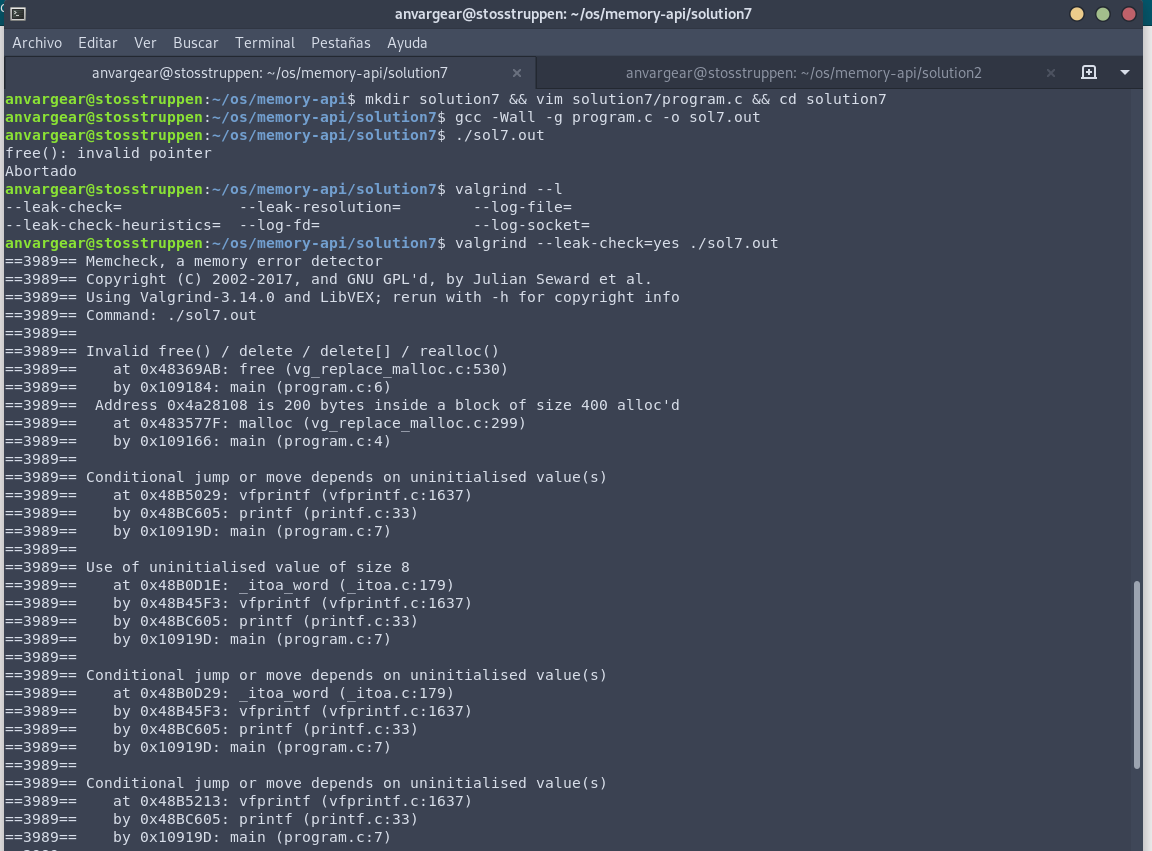 anvargear@stosstruppen: ~/os/memory-api/solution7
Archivo Editar Ver Buscar Terminal Pestañas Ayuda
anvargear@stosstruppen: ~/os/memory-api/solution7 × anvargear@stosstruppen: ~/os/memory-api/solution2 ×
anvargear@stosstruppen:~/os/memory-api$ mkdir solution7 && vim solution7/program.c && cd solution7
anvargear@stosstruppen:~/os/memory-api/solution7$ gcc -Wall -g program.c -o sol7.out
anvargear@stosstruppen:~/os/memory-api/solution7$ ./sol7.out
free(): invalid pointer
Abortado
anvargear@stosstruppen:~/os/memory-api/solution7$ valgrind --l
--leak-check=             --leak-resolution=        --log-file=
--leak-check-heuristics=  --log-fd=                 --log-socket=
anvargear@stosstruppen:~/os/memory-api/solution7$ valgrind --leak-check=yes ./sol7.out
==3989== Memcheck, a memory error detector
==3989== Copyright (C) 2002-2017, and GNU GPL'd, by Julian Seward et al.
==3989== Using Valgrind-3.14.0 and LibVEX; rerun with -h for copyright info
==3989== Command: ./sol7.out
==3989==
==3989== Invalid free() / delete / delete[] / realloc()
==3989==    at 0x48369AB: free (vg_replace_malloc.c:530)
==3989==    by 0x109184: main (program.c:6)
==3989==  Address 0x4a28108 is 200 bytes inside a block of size 400 alloc'd
==3989==    at 0x483577F: malloc (vg_replace_malloc.c:299)
==3989==    by 0x109166: main (program.c:4)
==3989==
==3989== Conditional jump or move depends on uninitialised value(s)
==3989==    at 0x48B5029: vfprintf (vfprintf.c:1637)
==3989==    by 0x48BC605: printf (printf.c:33)
==3989==    by 0x10919D: main (program.c:7)
==3989==
==3989== Use of uninitialised value of size 8
==3989==    at 0x48B0D1E: _itoa_word (_itoa.c:179)
==3989==    by 0x48B45F3: vfprintf (vfprintf.c:1637)
==3989==    by 0x48BC605: printf (printf.c:33)
==3989==    by 0x10919D: main (program.c:7)
==3989==
==3989== Conditional jump or move depends on uninitialised value(s)
==3989==    at 0x48B0D29: _itoa_word (_itoa.c:179)
==3989==    by 0x48B45F3: vfprintf (vfprintf.c:1637)
==3989==    by 0x48BC605: printf (printf.c:33)
==3989==    by 0x10919D: main (program.c:7)
==3989==
==3989== Conditional jump or move depends on uninitialised value(s)
==3989==    at 0x48B5213: vfprintf (vfprintf.c:1637)
==3989==    by 0x48BC605: printf (printf.c:33)
==3989==    by 0x10919D: main (program.c:7)